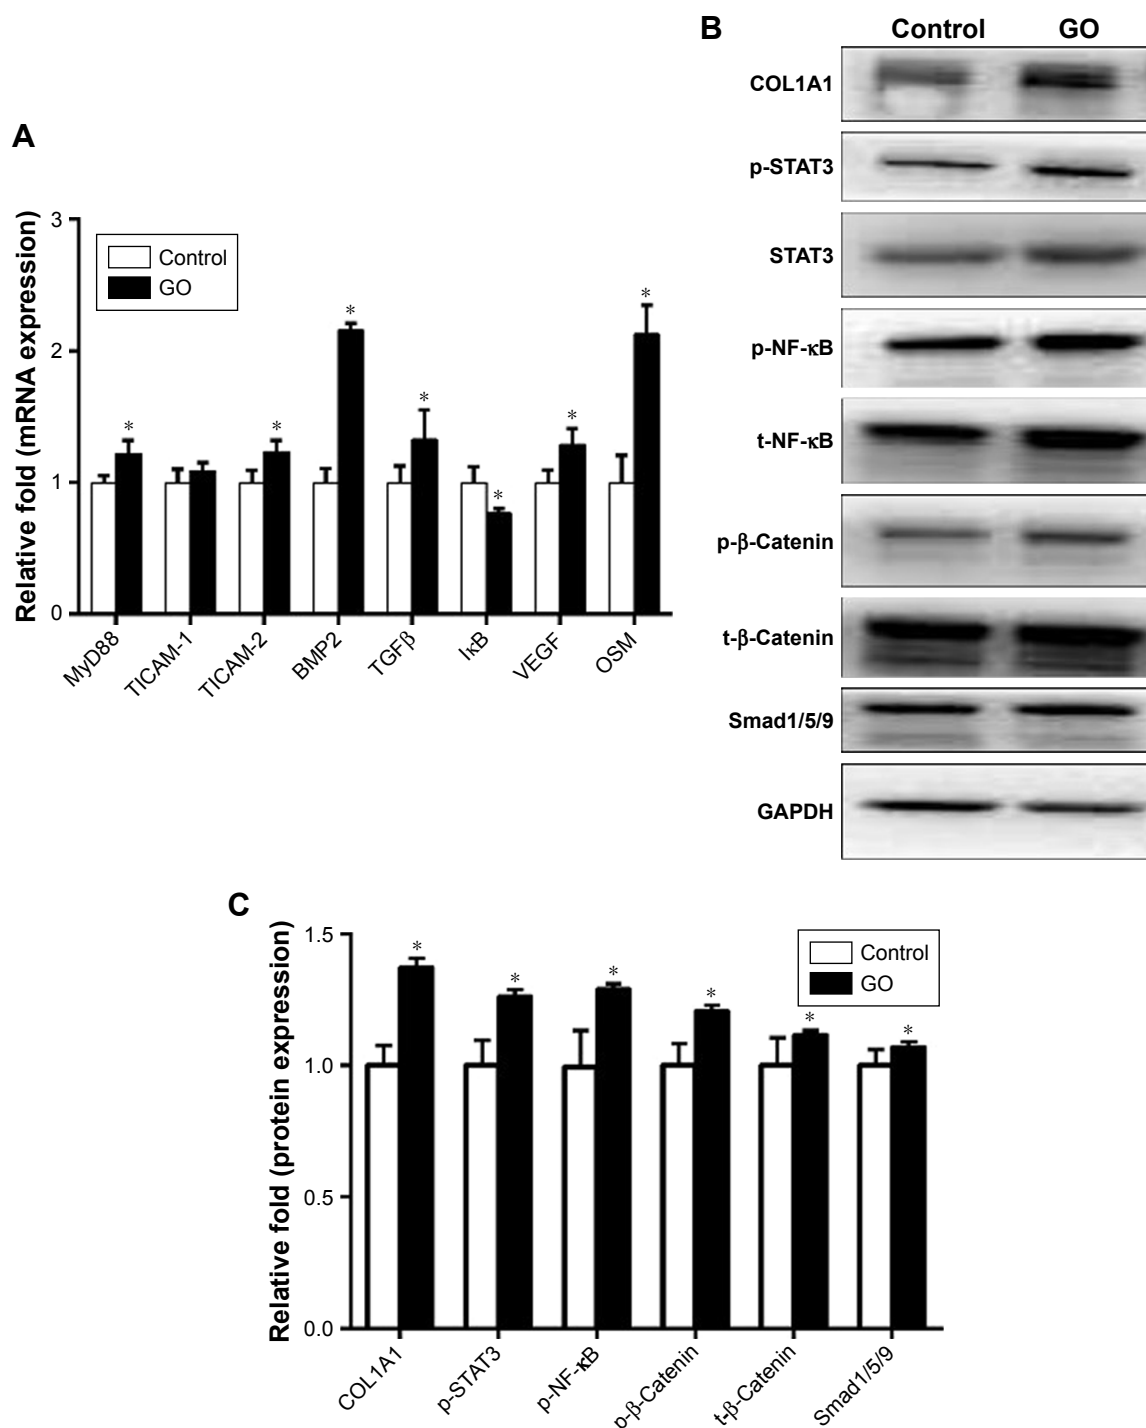 A
Relative fold (mRNA expression)
3
2
1
0
Control
GO
*
*
*
*
*
*
*
MyD88
TICAM-1
TICAM-2
BMP2
TGFβ
IκB
VEGF
OSM
B
Control GO
COL1A1
p-STAT3
STAT3
p-NF-κB
t-NF-κB
p-β-Catenin
t-β-Catenin
Smad1/5/9
GAPDH
C
Relative fold (protein expression)
1.5
1.0
0.5
0.0
Control
GO
*
*
*
*
*
*
COL1A1
p-STAT3
p-NF-κB
p-β-Catenin
t-β-Catenin
Smad1/5/9